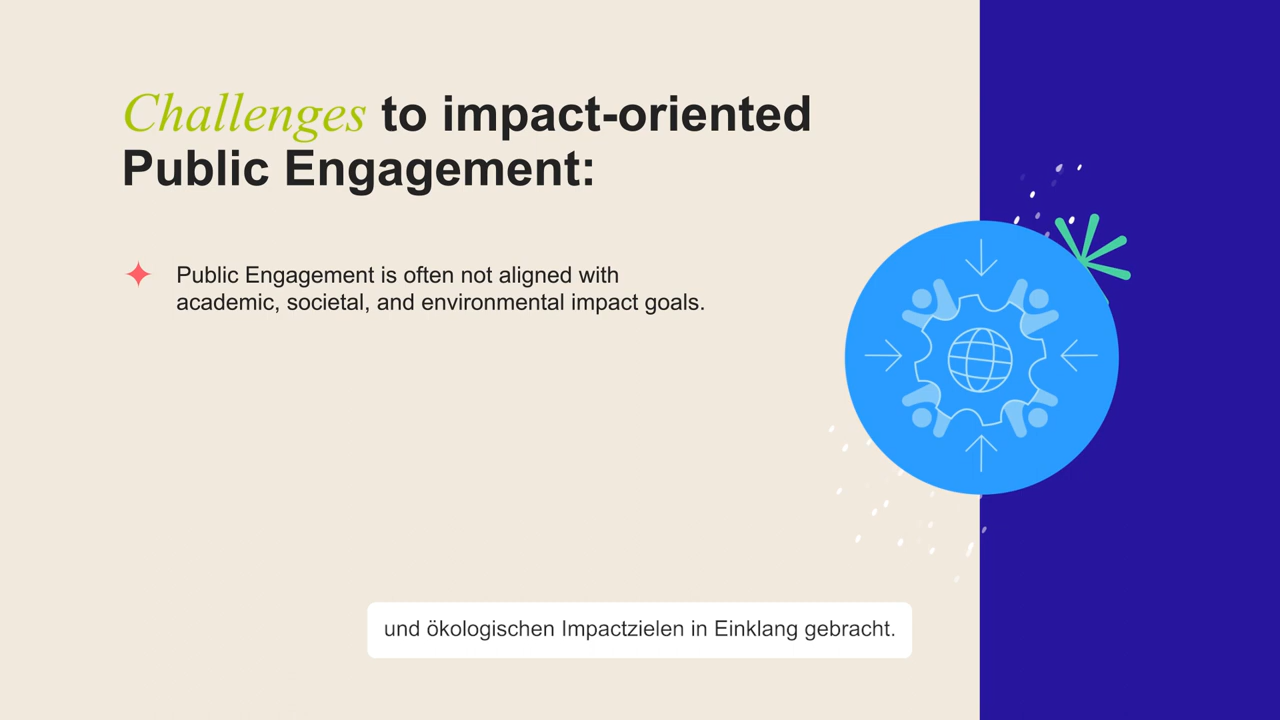 Challenges to impact-oriented
Public Engagement:
Public Engagement is often not aligned with
academic, societal, and environmental impact goals.
und ökologischen Impactzielen in Einklang gebracht.